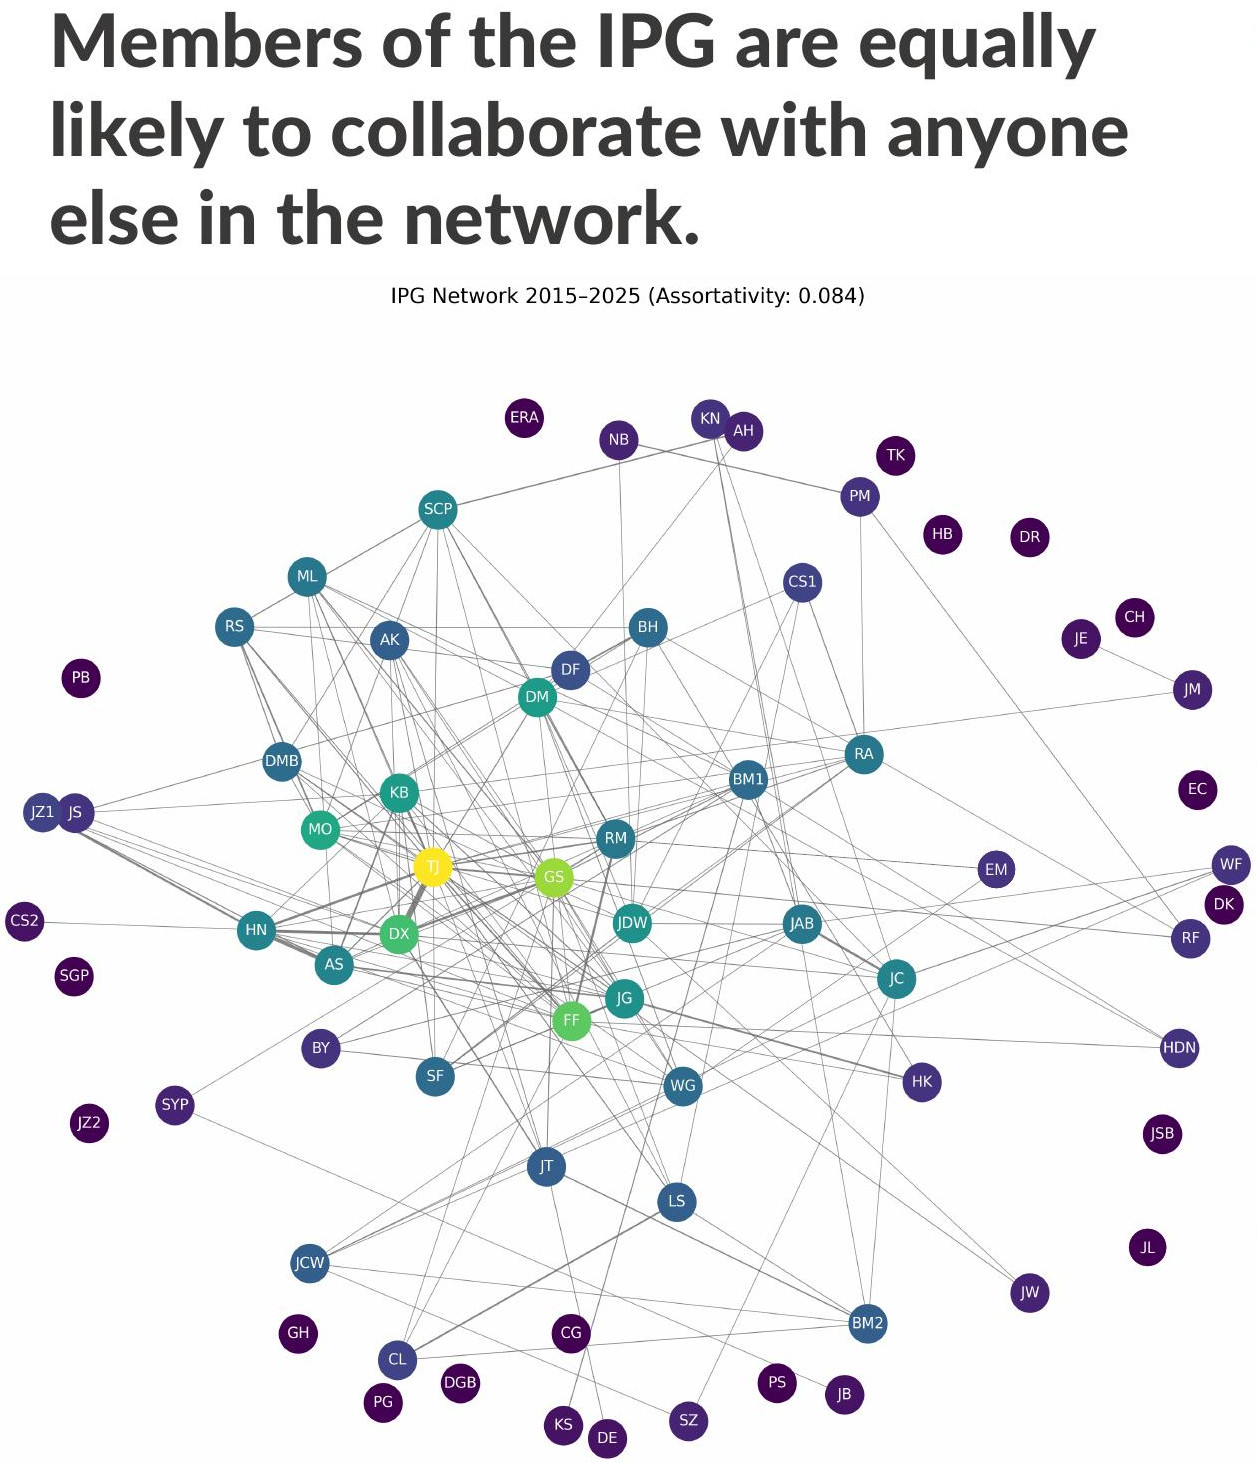 Members of the IPG are equally
likely to collaborate with anyone
else in the network.
IPG Network 2015–2025 (Assortativity: 0.084)
ERA
KN
NB
AH
TK
PM
SCP
HB
DR
ML
CS1
CH
RS
BH
AK
JE
DF
PB
JM
DM
RA
DMB
BM1
EC
KB
JZ1
JS
MO
RM
TJ
WF
EM
GS
DK
CS2
JDW
JAB
HN
DX
RF
AS
SGP
JC
JG
FF
BY
HDN
SF
HK
WG
SYP
JZ2
JSB
JT
LS
JL
JCW
JW
BM2
GH
CG
CL
DGB
PS
JB
PG
SZ
KS
DE